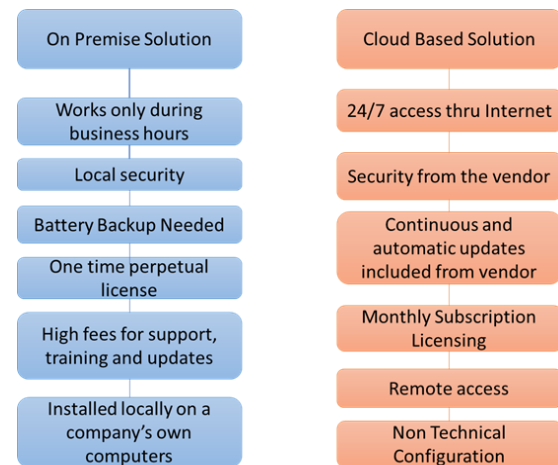 On Premise Solution
Works only during
business hours
Local security
Battery Backup Needed
One time perpetual
license
High fees for support,
training and updates
Installed locally on a
company's own
computers
Cloud Based Solution
24/7 access thru Internet
Security from the vendor
Continuous and
automatic updates
included from vendor
Monthly Subscription
Licensing
Remote access
Non Technical
Configuration